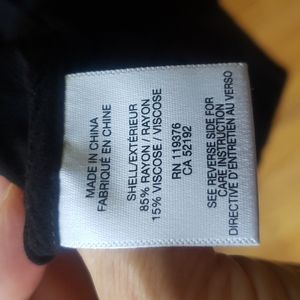 MADE IN CHINA
FABRIQUÉ EN CHINE
SHELL/EXTÉRIEUR
85% RAYON / RAYON
15% VISCOSE / VISCOSE
RN 119376
CA 52192
SEE REVERSE SIDE FOR
CARE INSTRUCTION
DIRECTIVE D'ENTRETIEN AU VERSO